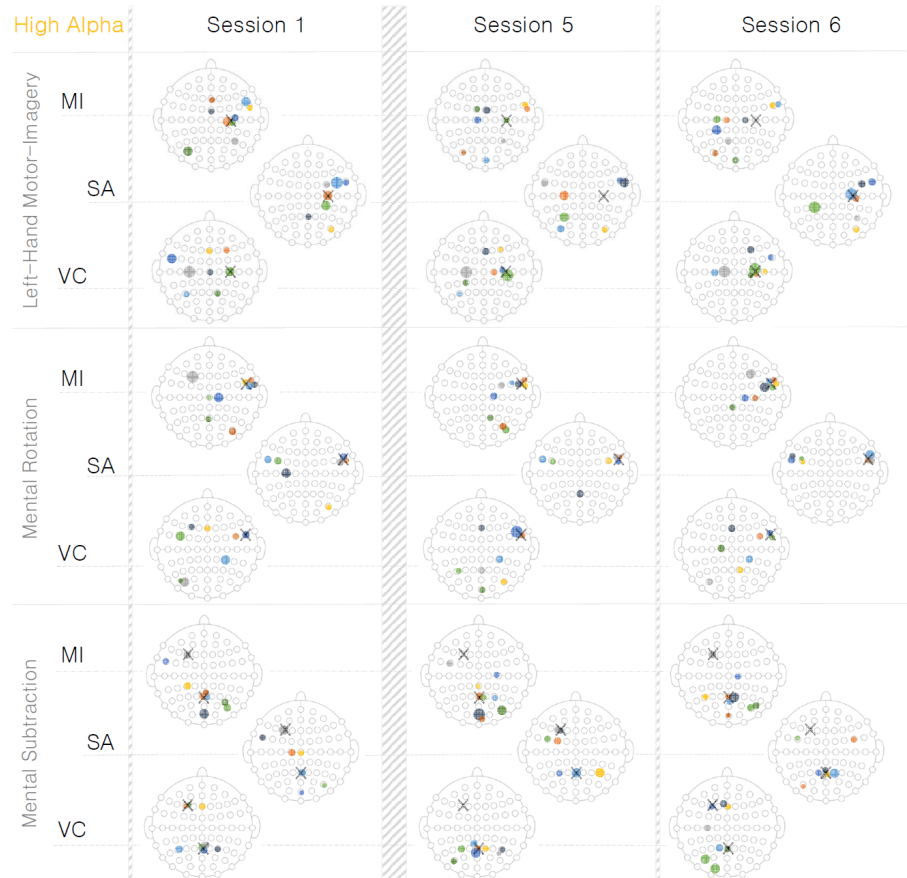 High Alpha
Session 1
Session 5
Session 6
Left-Hand Motor-Imagery
MI
SA
VC
Mental Rotation
MI
SA
VC
Mental Subtraction
MI
SA
VC